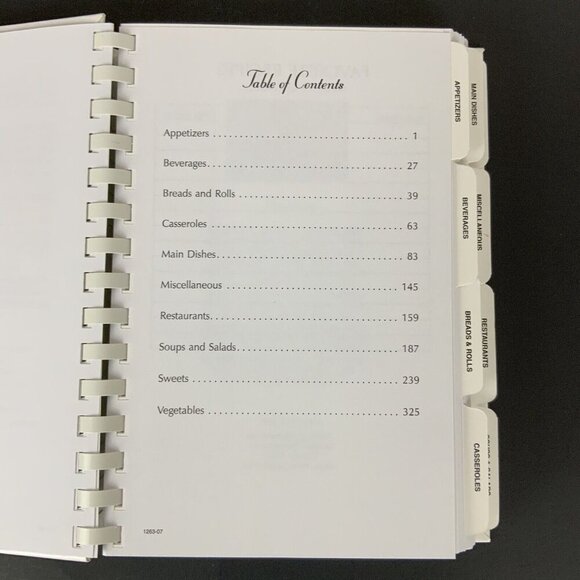 Table of Contents
Appetizers . . . . . . . . . . . . . . . . . . . . . . . . . . . . . . . . . . . . . . . 1
Beverages. . . . . . . . . . . . . . . . . . . . . . . . . . . . . . . . . . . . . . . 27
Breads and Rolls . . . . . . . . . . . . . . . . . . . . . . . . . . . . . . . . . 39
Casseroles . . . . . . . . . . . . . . . . . . . . . . . . . . . . . . . . . . . . . . 63
Main Dishes. . . . . . . . . . . . . . . . . . . . . . . . . . . . . . . . . . . . . 83
Miscellaneous . . . . . . . . . . . . . . . . . . . . . . . . . . . . . . . . . . 145
Restaurants. . . . . . . . . . . . . . . . . . . . . . . . . . . . . . . . . . . . . 159
Soups and Salads. . . . . . . . . . . . . . . . . . . . . . . . . . . . . . . . 187
Sweets . . . . . . . . . . . . . . . . . . . . . . . . . . . . . . . . . . . . . . . . 239
Vegetables . . . . . . . . . . . . . . . . . . . . . . . . . . . . . . . . . . . . . 325
1263-07
MAIN DISHES
APPETIZERS
MISCELLANEOUS
BEVERAGES
RESTAURANTS
BREADS & ROLLS
CASSEROLES